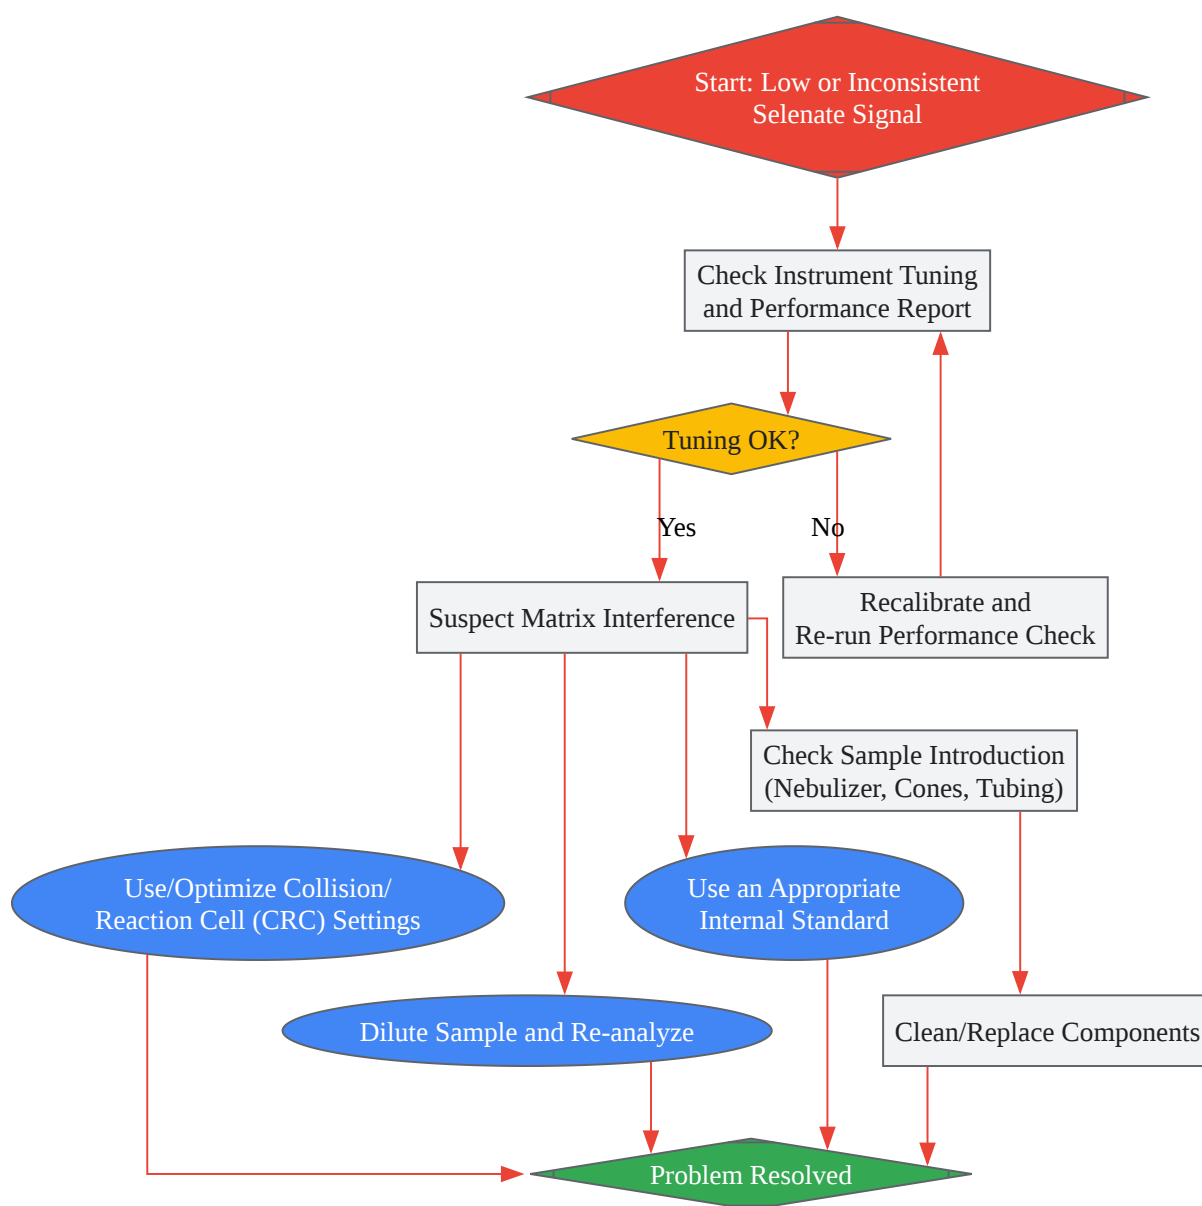 Start: Low or Inconsistent
Selenate Signal
Check Instrument Tuning
and Performance Report
Tuning OK?
Yes
No
Suspect Matrix Interference
Recalibrate and
Re-run Performance Check
Check Sample Introduction
(Nebulizer, Cones, Tubing)
Use/Optimize Collision/
Reaction Cell (CRC) Settings
Use an Appropriate
Internal Standard
Dilute Sample and Re-analyze
Clean/Replace Components
Problem Resolved